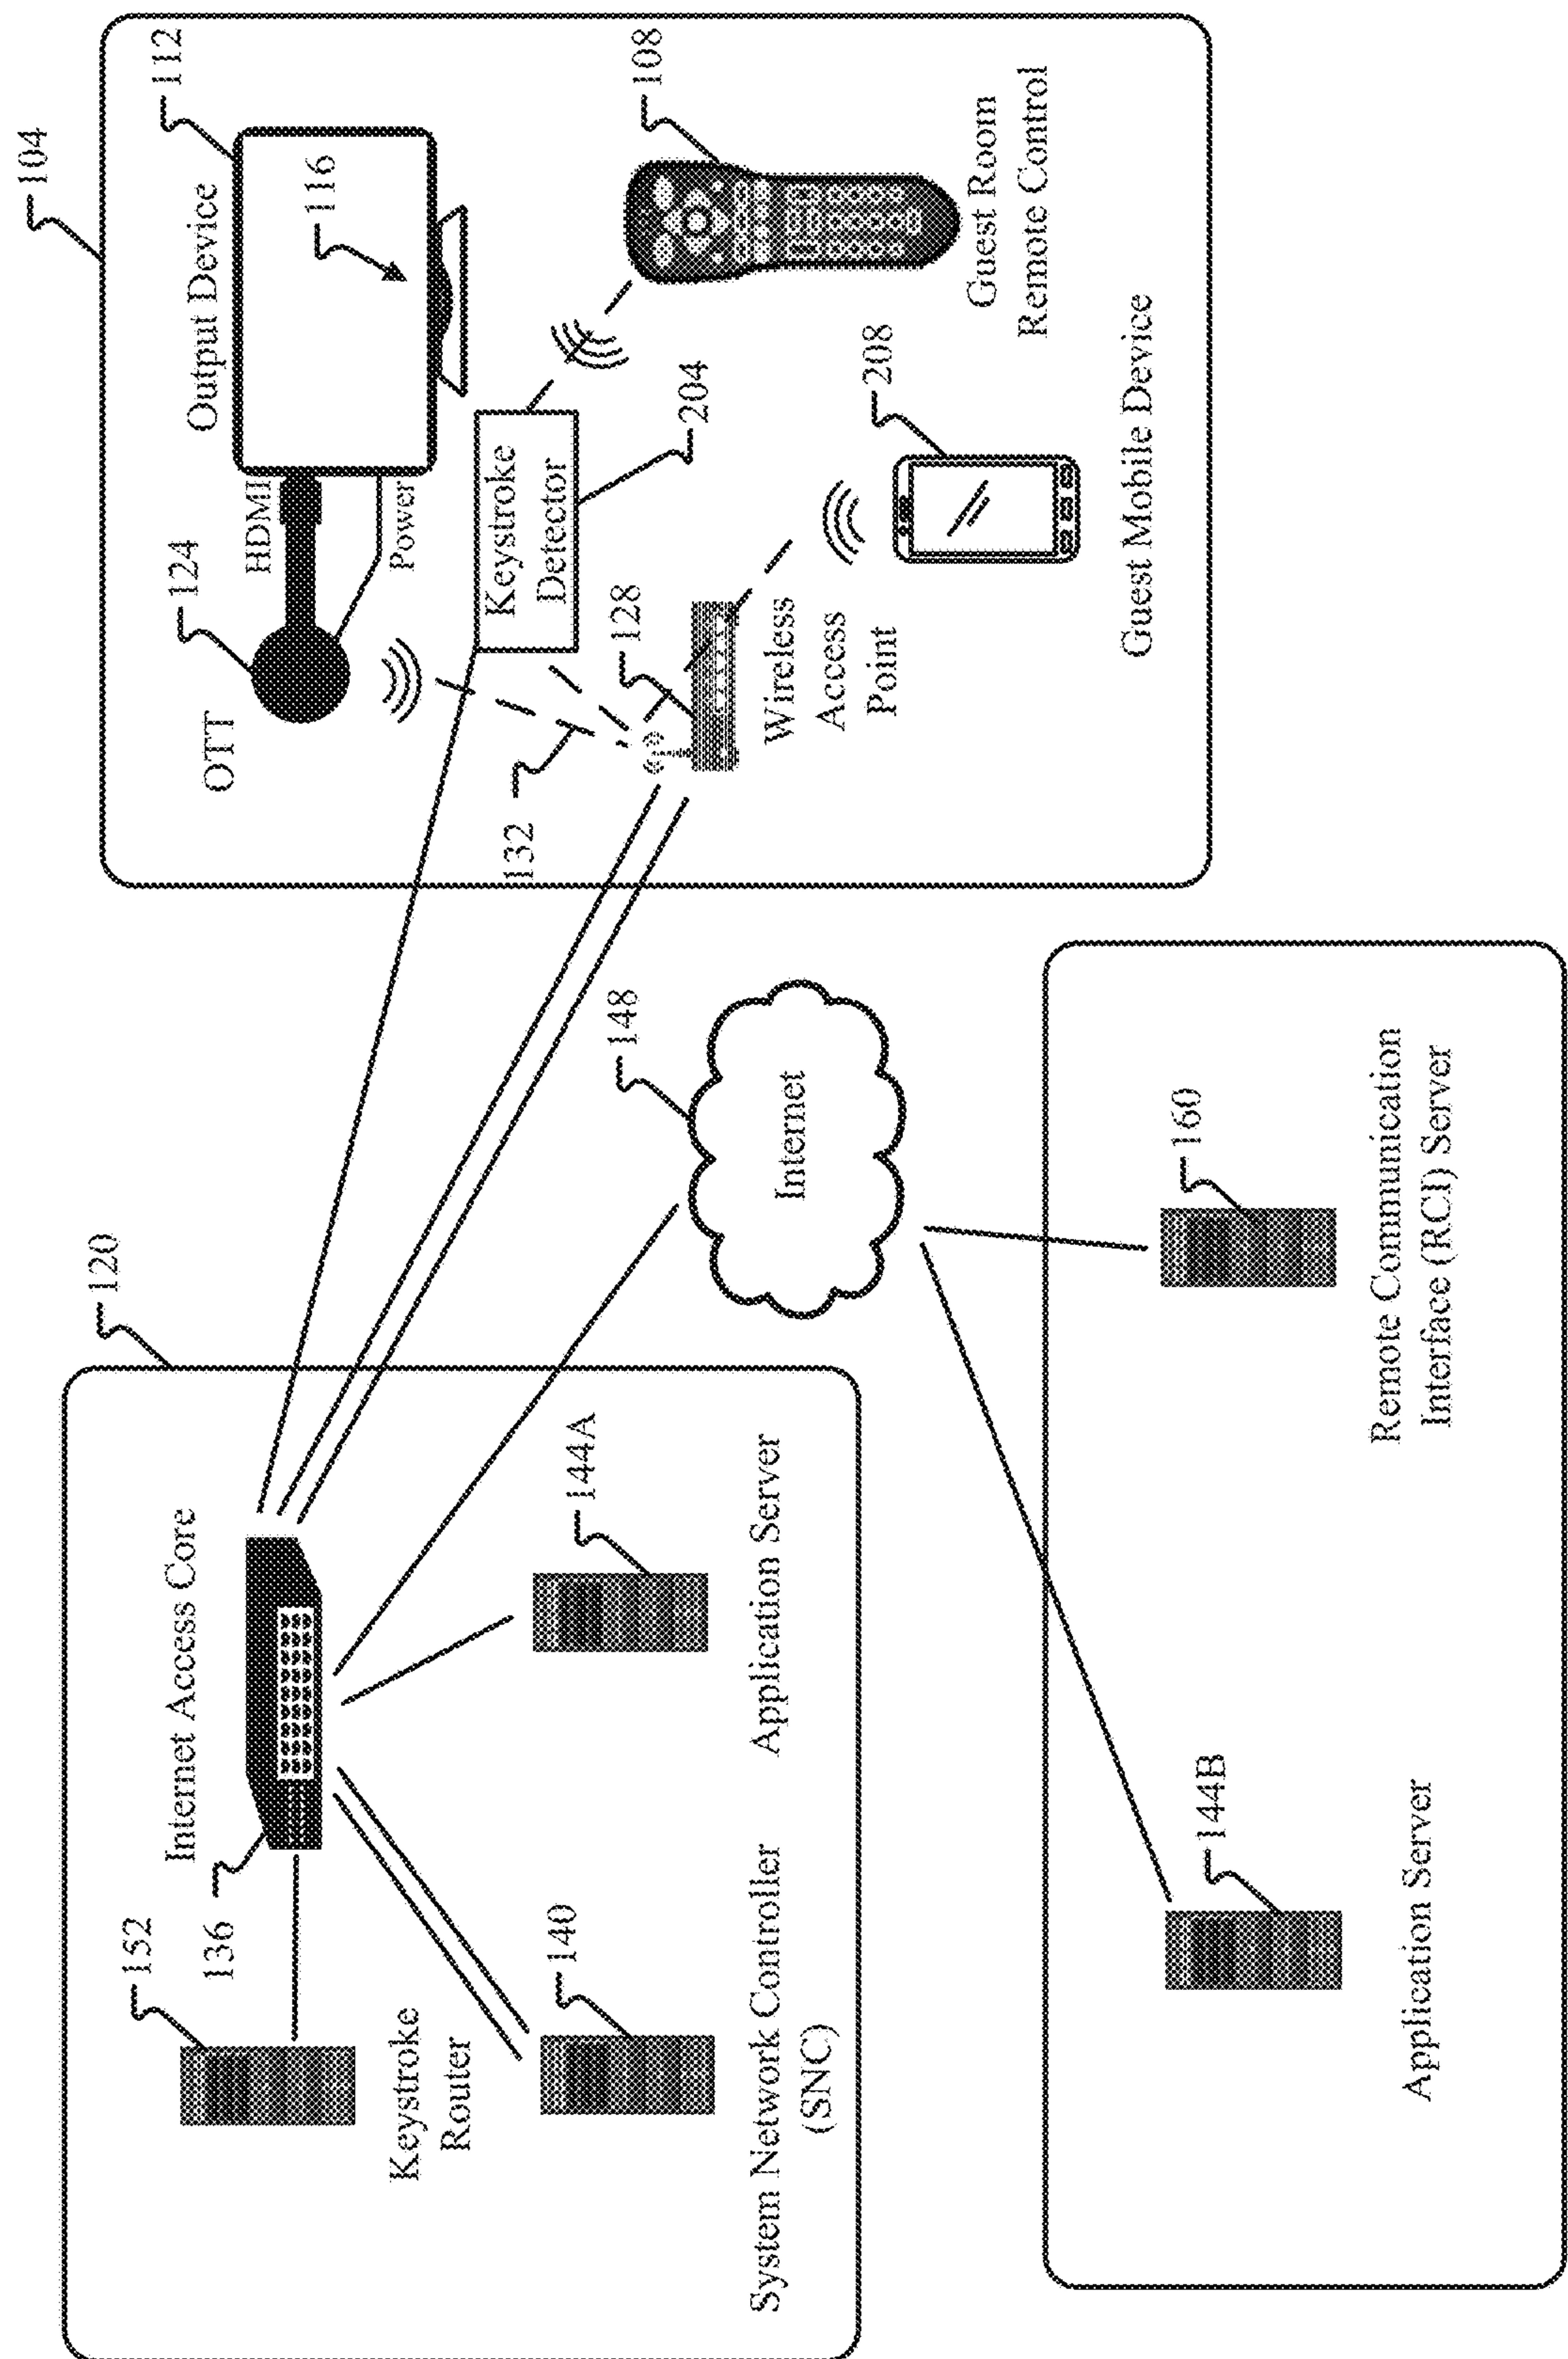 104
112
Output Device
116
HDMI
Power
124
OTT
108
Guest Room
Remote Control
Keystroke
Detector
204
208
128
132
Wireless
Access
Point
Guest Mobile Device
120
Internet Access Core
136
152
Keystroke
Router
140
System Network Controller
(SNC)
144A
Application Server
148
Internet
160
Remote Communication
Interface (RCI) Server
144B
Application Server